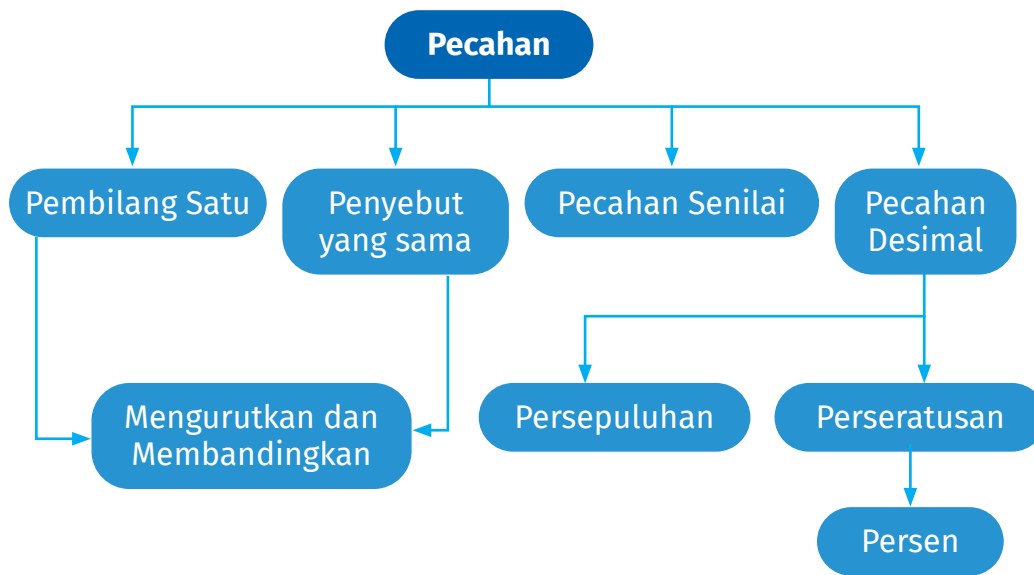 Pecahan
Pembilang Satu
Penyebut
yang sama
Pecahan Senilai
Pecahan
Desimal
Mengurutkan dan
Membandingkan
Persepuluhan
Perseratusan
Persen